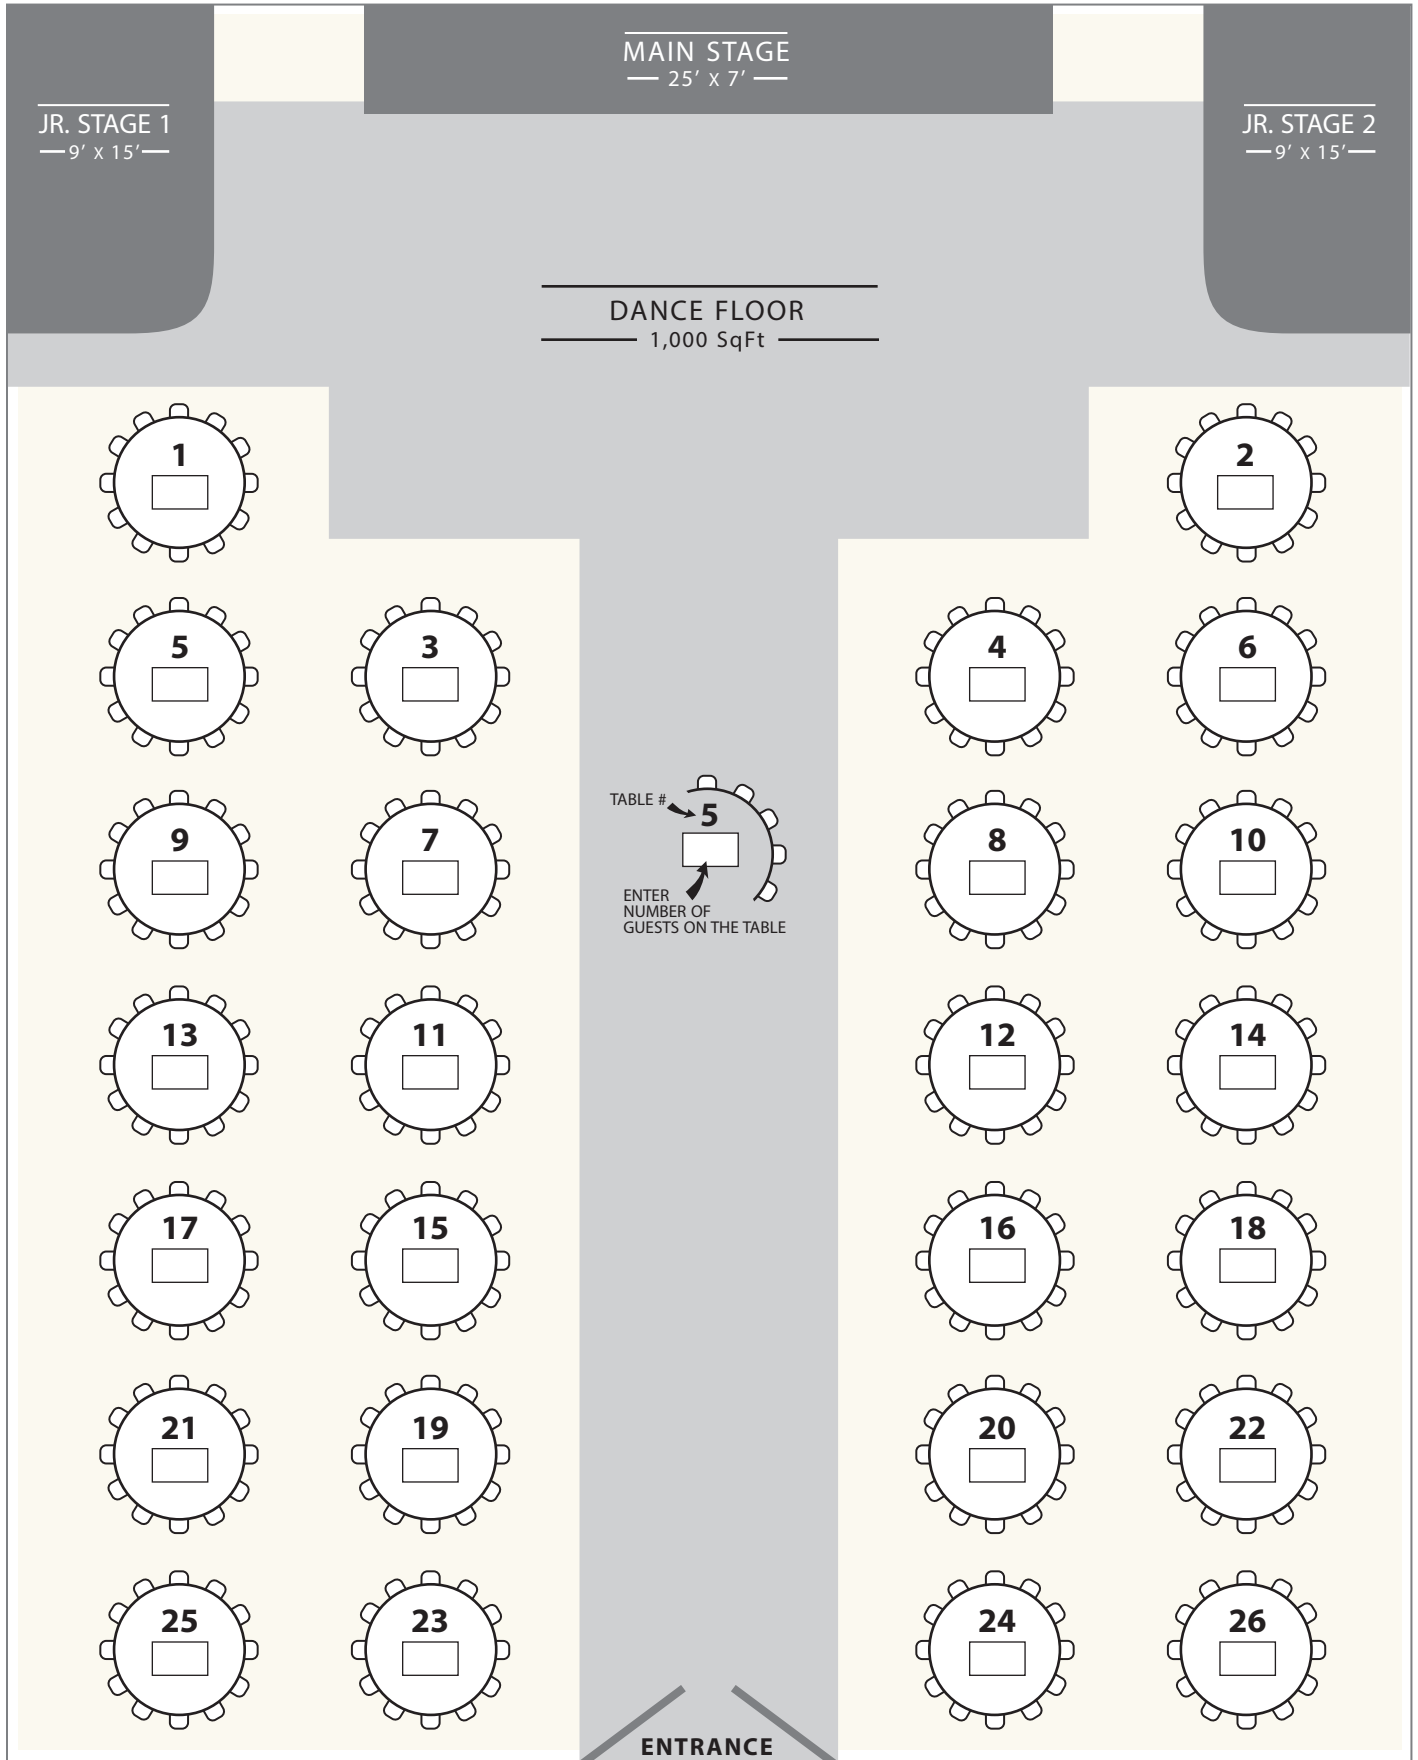 MAIN STAGE
25′ X 7′
JR. STAGE 1
9′ X 15′
JR. STAGE 2
9′ X 15′
DANCE FLOOR
1,000 SqFt
1
2
5
3
4
6
TABLE #
5
ENTER
NUMBER OF
GUESTS ON THE TABLE
9
7
8
10
13
11
12
14
17
15
16
18
21
19
20
22
25
23
24
26
ENTRANCE